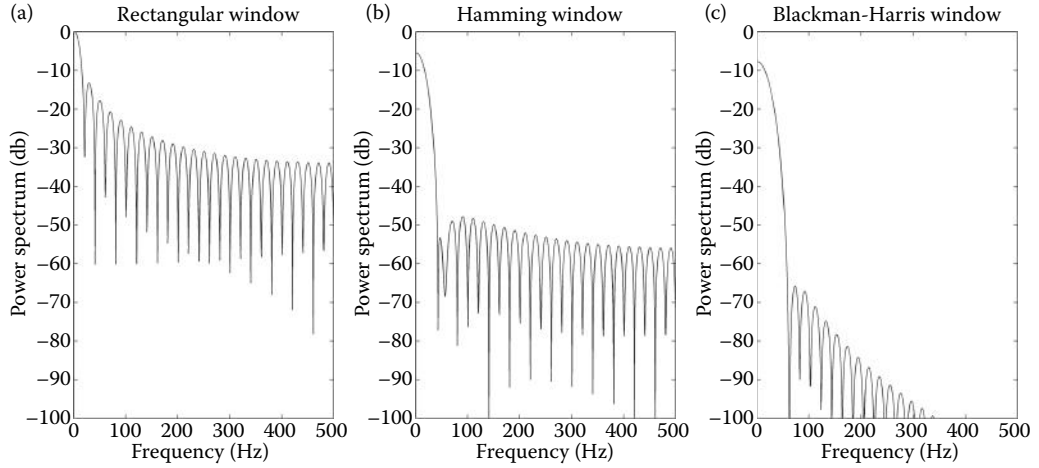 (a) Rectangular window
0
−10
−20
−30
−40
−50
−60
−70
−80
−90
−100
Power spectrum (db)
0 100 200 300 400 500
Frequency (Hz)
(b) Hamming window
0
−10
−20
−30
−40
−50
−60
−70
−80
−90
−100
Power spectrum (db)
0 100 200 300 400 500
Frequency (Hz)
(c) Blackman-Harris window
0
−10
−20
−30
−40
−50
−60
−70
−80
−90
−100
Power spectrum (db)
0 100 200 300 400 500
Frequency (Hz)